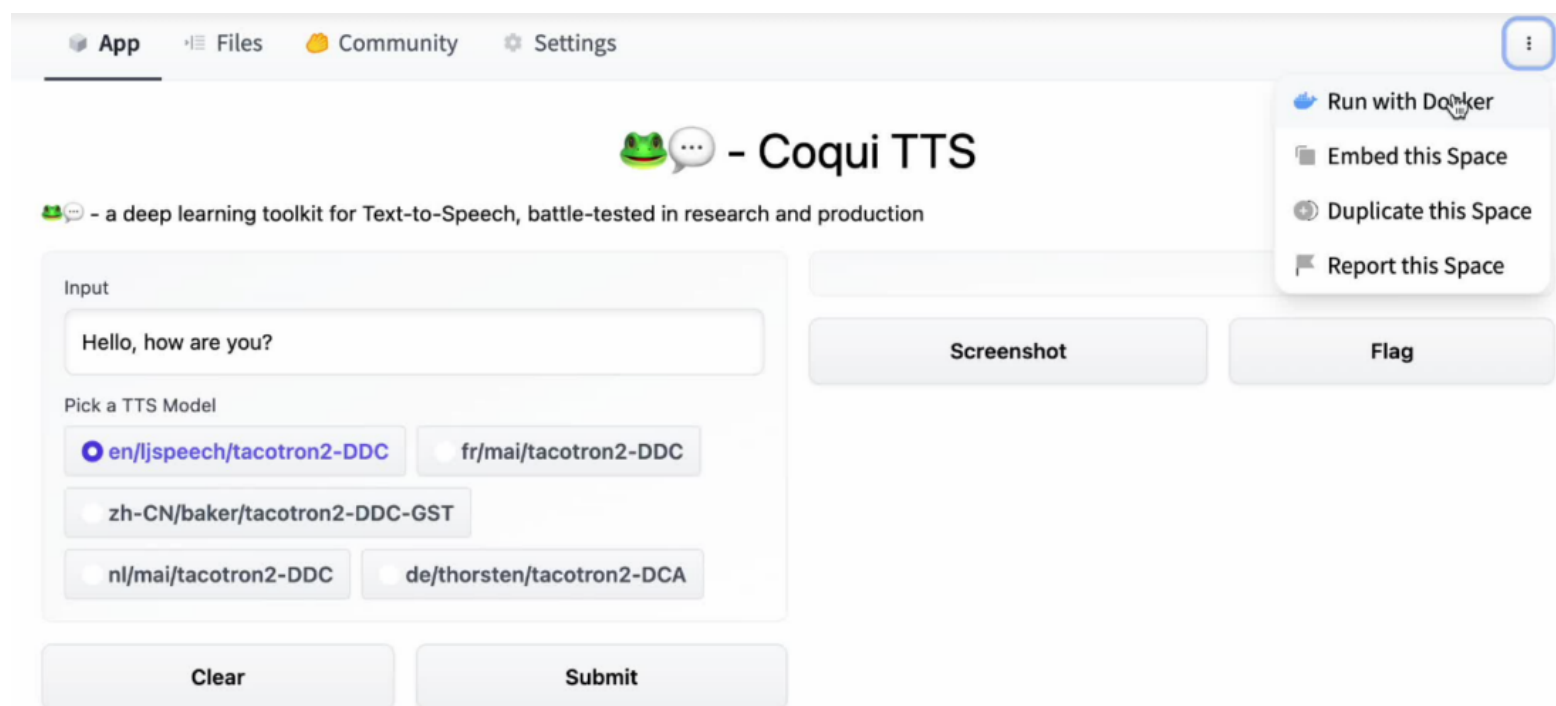 App Files Community Settings
Run with Docker
Embed this Space
Duplicate this Space
Report this Space
🐸💬 - Coqui TTS
🐸💬 - a deep learning toolkit for Text-to-Speech, battle-tested in research and production
Input
Hello, how are you?
Pick a TTS Model
en/ljspeech/tacotron2-DDC fr/mai/tacotron2-DDC
zh-CN/baker/tacotron2-DDC-GST
nl/mai/tacotron2-DDC de/thorsten/tacotron2-DCA
Clear Submit
Screenshot Flag